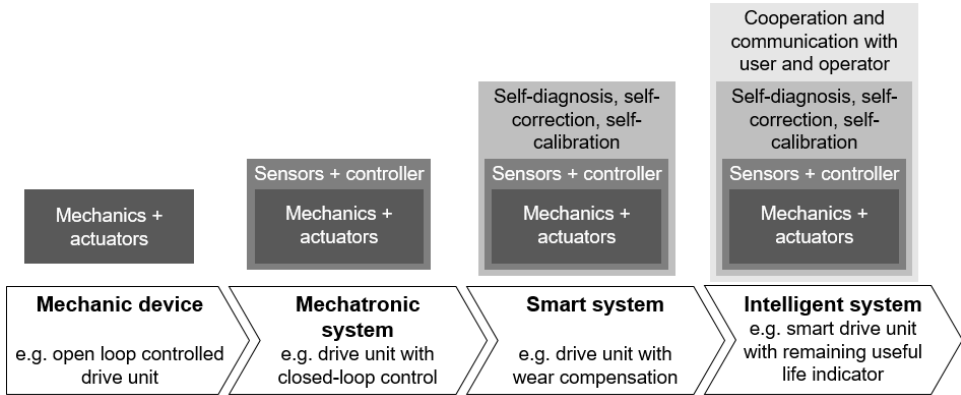 Mechanics +
actuators
Mechanic device
e.g. open loop controlled
drive unit
Sensors + controller
Mechanics +
actuators
Mechatronic
system
e.g. drive unit with
closed-loop control
Self-diagnosis, self-
correction, self-
calibration
Sensors + controller
Mechanics +
actuators
Smart system
e.g. drive unit with
wear compensation
Cooperation and
communication with
user and operator
Self-diagnosis, self-
correction, self-
calibration
Sensors + controller
Mechanics +
actuators
Intelligent system
e.g. smart drive unit
with remaining useful
life indicator